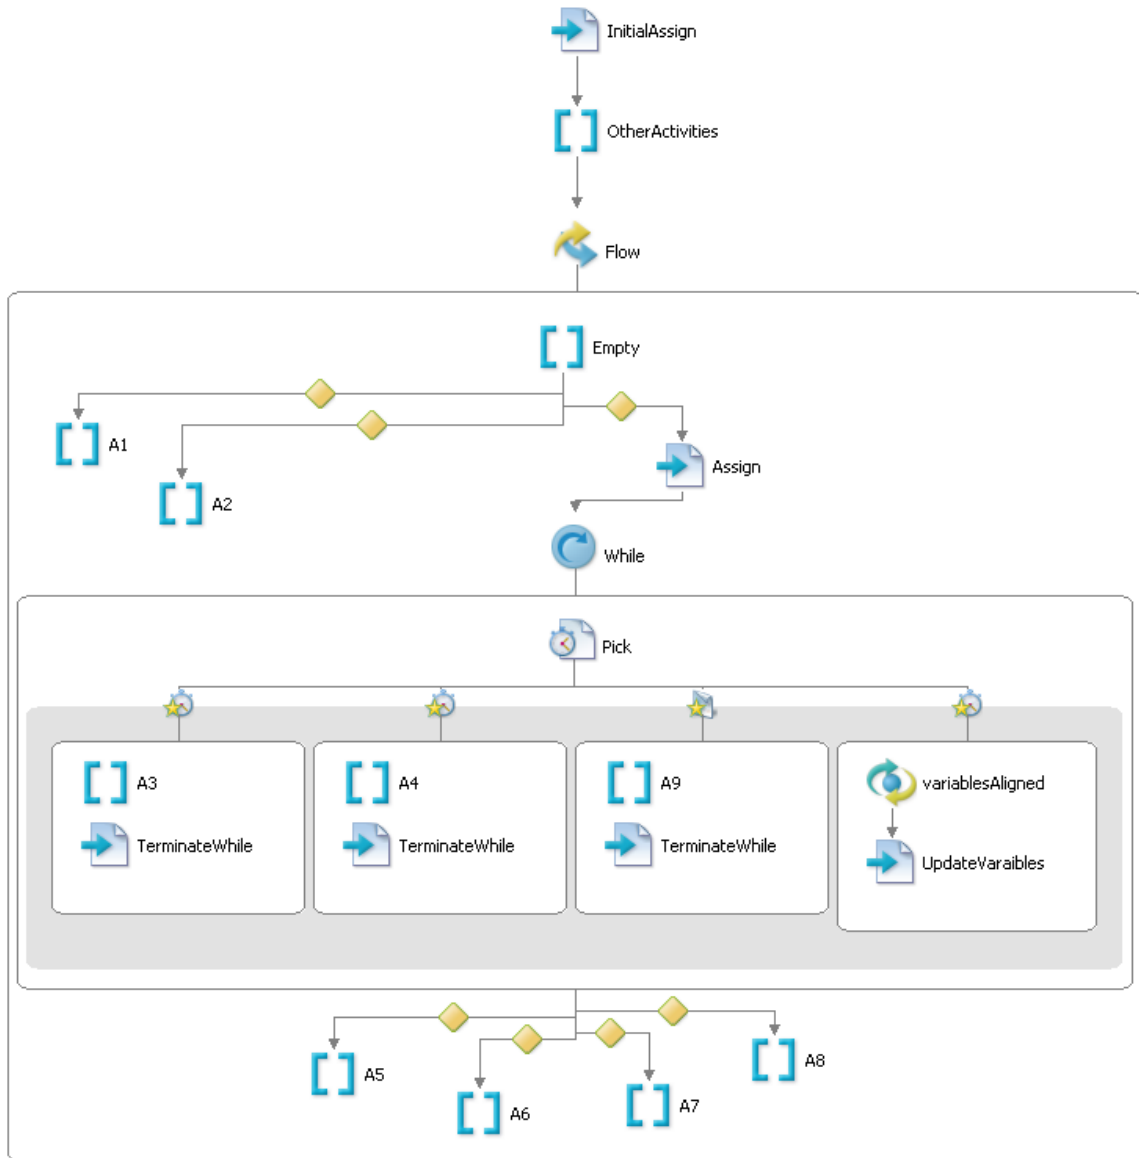 InitialAssign
OtherActivities
Flow
Empty
A1
Assign
A2
While
Pick
A3
A4
A9
variablesAligned
TerminateWhile
TerminateWhile
TerminateWhile
UpdateVaraibles
A5
A8
A6
A7